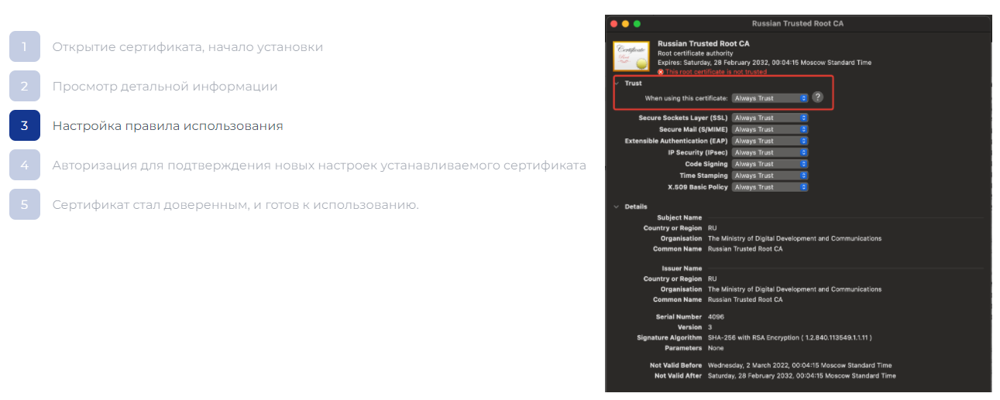 1 Открытие сертификата, начало установки
2 Просмотр детальной информации
3 Настройка правила использования
4 Авторизация для подтверждения новых настроек устанавливаемого сертификата
5 Сертификат стал доверенным, и готов к использованию.
Russian Trusted Root CA
Certificate
Root
Russian Trusted Root CA
Root certificate authority
Expires: Saturday, 28 February 2032, 00:04:15 Moscow Standard Time
This root certificate is not trusted
Trust
When using this certificate: Always Trust ?
Secure Sockets Layer (SSL) Always Trust
Secure Mail (S/MIME) Always Trust
Extensible Authentication (EAP) Always Trust
IP Security (IPsec) Always Trust
Code Signing Always Trust
Time Stamping Always Trust
X.509 Basic Policy Always Trust
Details
Subject Name
Country or Region RU
Organisation The Ministry of Digital Development and Communications
Common Name Russian Trusted Root CA
Issuer Name
Country or Region RU
Organisation The Ministry of Digital Development and Communications
Common Name Russian Trusted Root CA
Serial Number 4096
Version 3
Signature Algorithm SHA-256 with RSA Encryption ( 1.2.840.113549.1.1.11 )
Parameters None
Not Valid Before Wednesday, 2 March 2022, 00:04:15 Moscow Standard Time
Not Valid After Saturday, 28 February 2032, 00:04:15 Moscow Standard Time